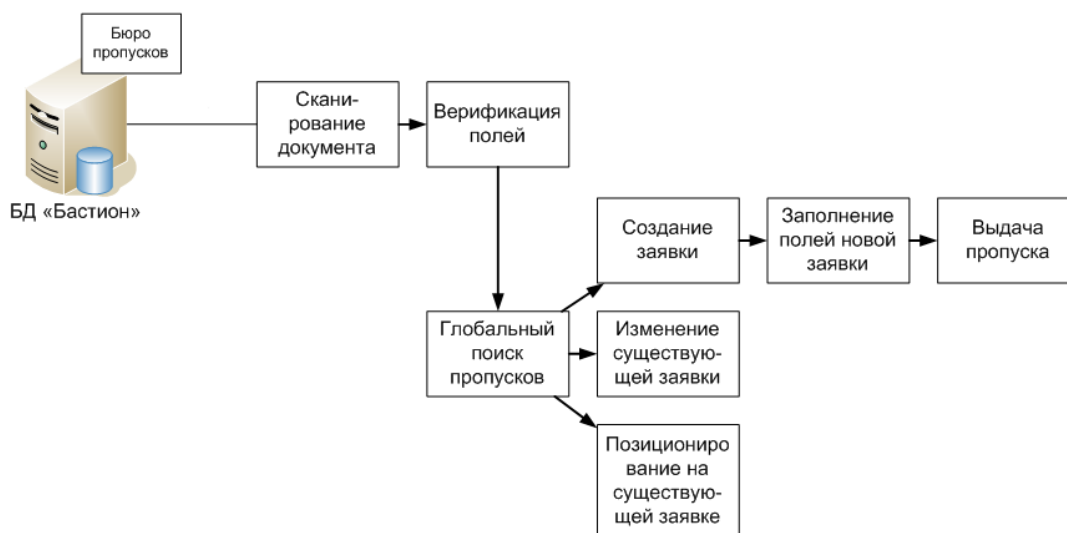 Бюро
пропусков
БД «Бастион»
Скани-
рование
документа
Верификация
полей
Создание
заявки
Заполнение
полей новой
заявки
Выдача
пропуска
Глобальный
поиск
пропусков
Изменение
существую-
щей заявки
Позициониро
вание на
существую-
щей заявке